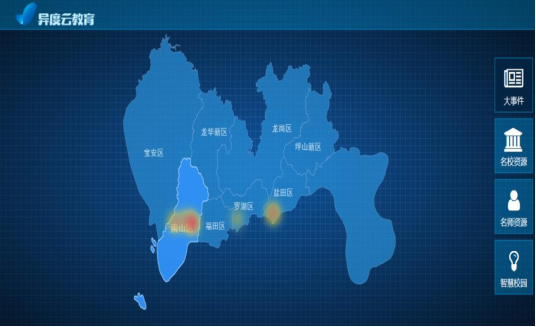 异度云教育
大事件
龙华新区
龙岗区
宝安区
坪山新区
名校资源
盐田区
罗湖区
南山
福田区
名师资源
智慧校园